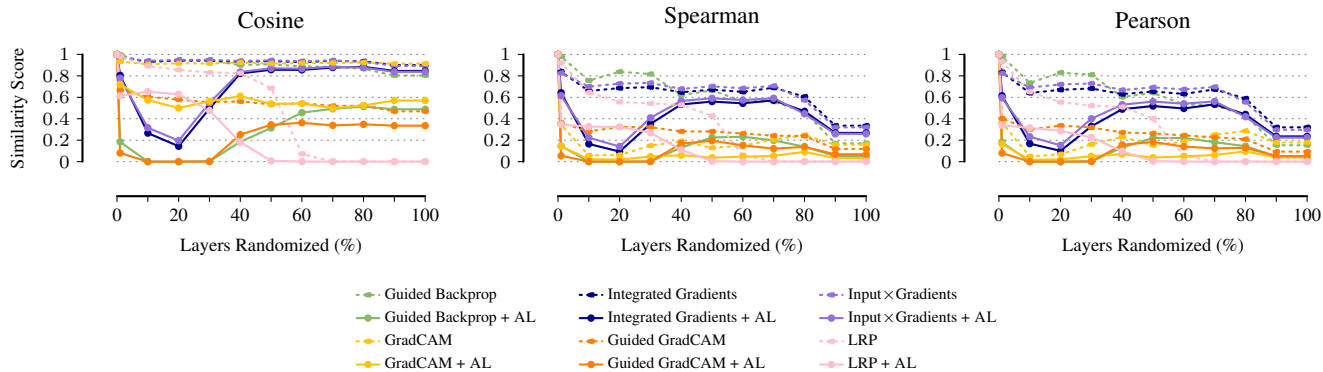 Cosine
Spearman
Pearson
Similarity Score
1
0.8
0.6
0.4
0.2
0
1
0.8
0.6
0.4
0.2
0
1
0.8
0.6
0.4
0.2
0
0 20 40 60 80 100
0 20 40 60 80 100
0 20 40 60 80 100
Layers Randomized (%)
Layers Randomized (%)
Layers Randomized (%)
Guided Backprop
Integrated Gradients
Input×Gradients
Guided Backprop + AL
Integrated Gradients + AL
Input×Gradients + AL
GradCAM
Guided GradCAM
LRP
GradCAM + AL
Guided GradCAM + AL
LRP + AL